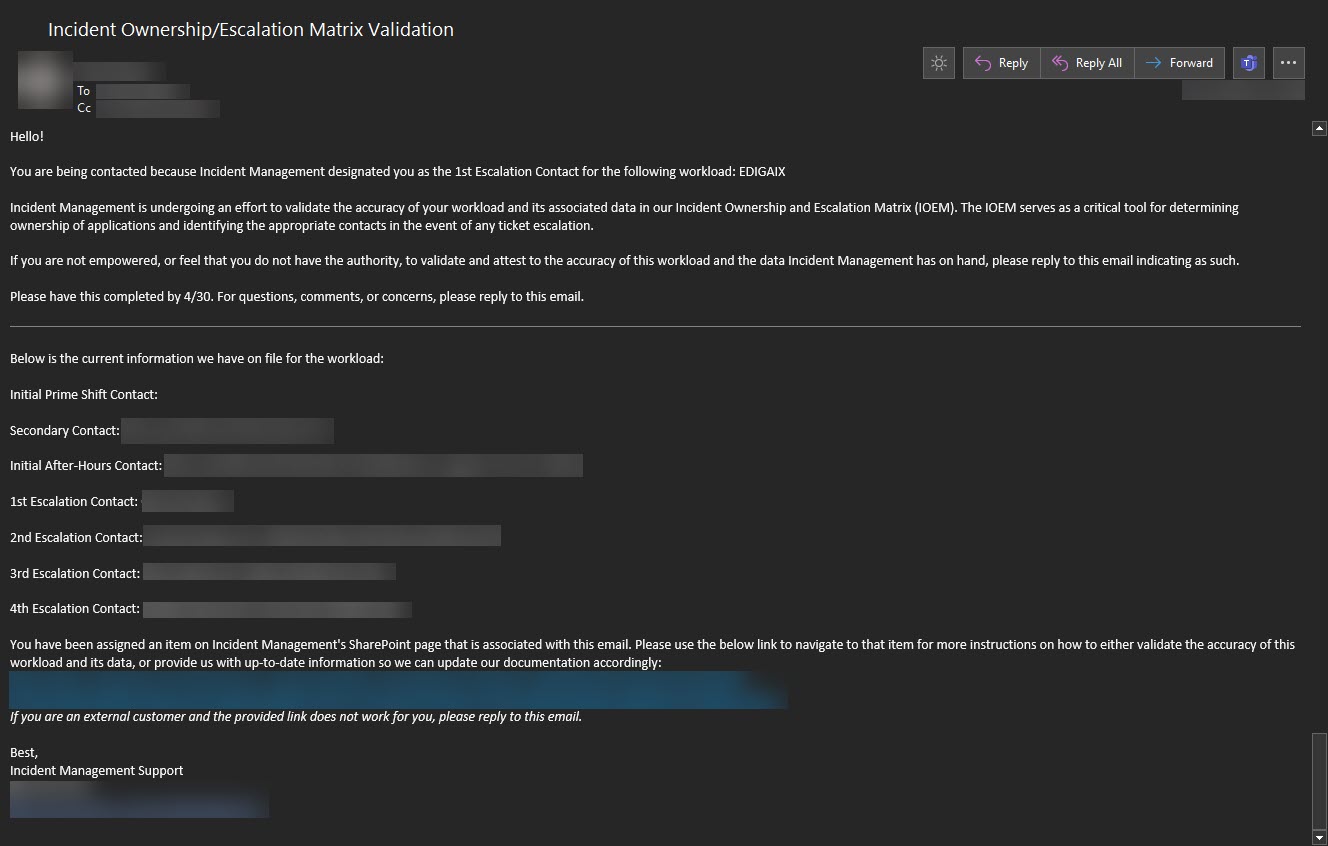 Incident Ownership/Escalation Matrix Validation
Reply
Reply All
Forward
To
Cc
Hello!
You are being contacted because Incident Management designated you as the 1st Escalation Contact for the following workload: EDIGAIX
Incident Management is undergoing an effort to validate the accuracy of your workload and its associated data in our Incident Ownership and Escalation Matrix (IOEM). The IOEM serves as a critical tool for determining
ownership of applications and identifying the appropriate contacts in the event of any ticket escalation.
If you are not empowered, or feel that you do not have the authority, to validate and attest to the accuracy of this workload and the data Incident Management has on hand, please reply to this email indicating as such.
Please have this completed by 4/30. For questions, comments, or concerns, please reply to this email.
Below is the current information we have on file for the workload:
Initial Prime Shift Contact:
Secondary Contact:
Initial After-Hours Contact:
1st Escalation Contact:
2nd Escalation Contact:
3rd Escalation Contact:
4th Escalation Contact:
You have been assigned an item on Incident Management's SharePoint page that is associated with this email. Please use the below link to navigate to that item for more instructions on how to either validate the accuracy of this
workload and its data, or provide us with up-to-date information so we can update our documentation accordingly:
If you are an external customer and the provided link does not work for you, please reply to this email.
Best,
Incident Management Support